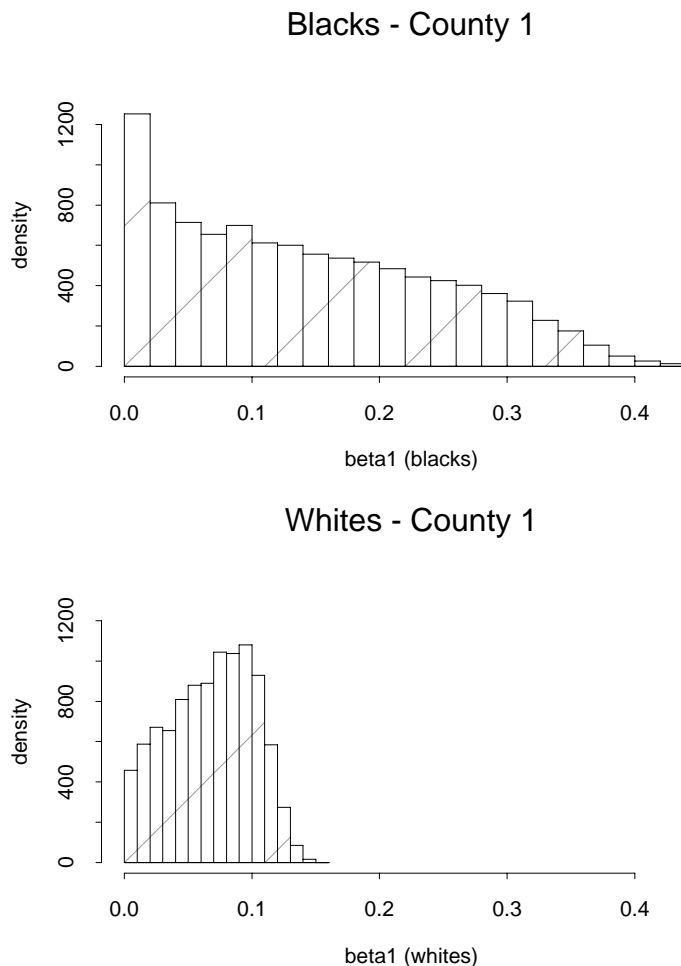 Blacks - County 1
density
0 400 800 1200
0.0 0.1 0.2 0.3 0.4
beta1 (blacks)
Whites - County 1
density
0 400 800 1200
0.0 0.1 0.2 0.3 0.4
beta1 (whites)